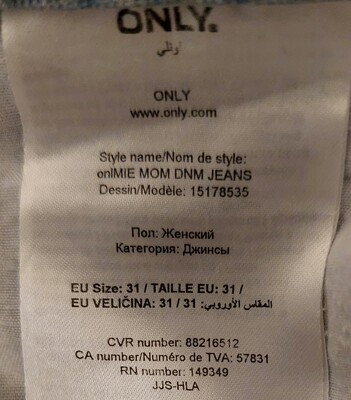 ONLY®
أونلي
ONLY
www.only.com
Style name/Nom de style:
onlMIE MOM DNM JEANS
Dessin/Modèle: 15178535
Пол: Женский
Категория: Джинсы
EU Size: 31 / TAILLE EU: 31 /
EU VELIČINA: 31 / 31 :المقاس الأوروبي
CVR number: 88216512
CA number/Numéro de TVA: 57831
RN number: 149349
JJS-HLA